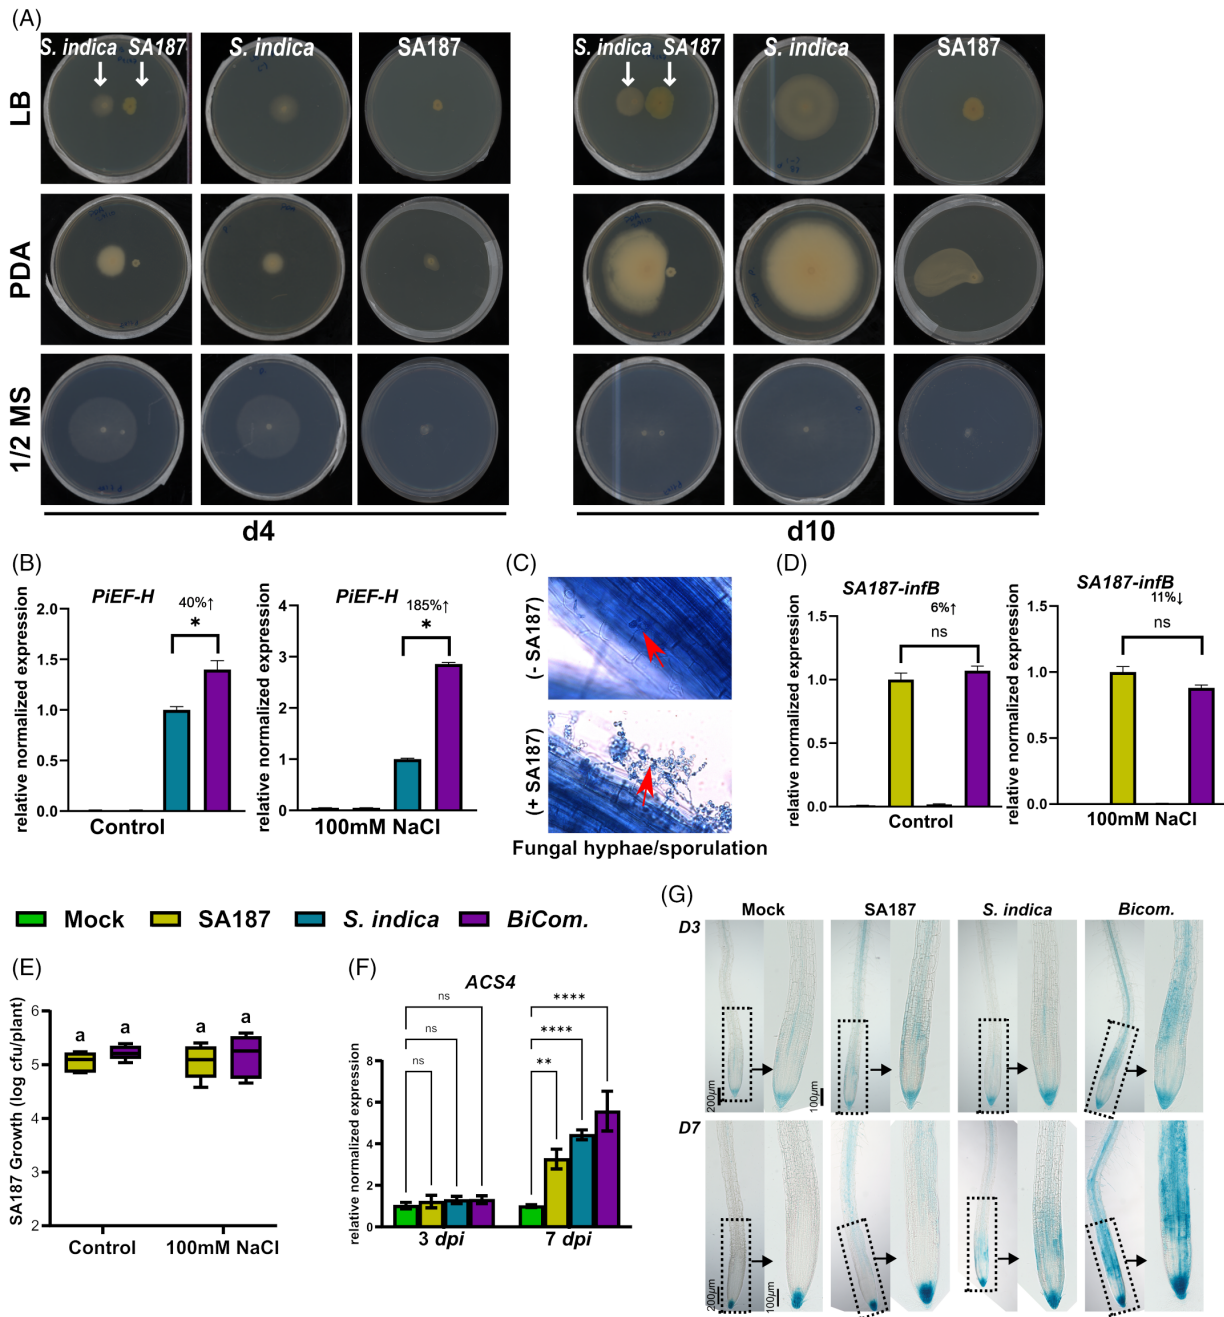 (A)
S. indica SA187
S. indica
SA187
S. indica SA187
S. indica
SA187
LB
PDA
1/2 MS
d4
d10
(B)
PiEF-H
40%↑
*
relative normalized expression
2.0
1.5
1.0
0.5
0.0
Control
PiEF-H
185%↑
*
relative normalized expression
4
3
2
1
0
100mM NaCl
(C)
(- SA187)
(+ SA187)
Fungal hyphae/sporulation
(D)
SA187-infB
6%↑
ns
relative normalized expression
1.5
1.0
0.5
0.0
Control
SA187-infB
11%↓
ns
relative normalized expression
1.5
1.0
0.5
0.0
100mM NaCl
Mock SA187 S. indica BiCom.
(E)
SA187 Growth (log cfu/plant)
6
5
4
3
2
a a a a
Control 100mM NaCl
(F)
ACS4
relative normalized expression
8
6
4
2
0
ns
ns
ns
****
****
**
3 dpi 7 dpi
(G)
Mock SA187 S. indica Bicom.
D3
200µm
100µm
D7
200µm
100µm